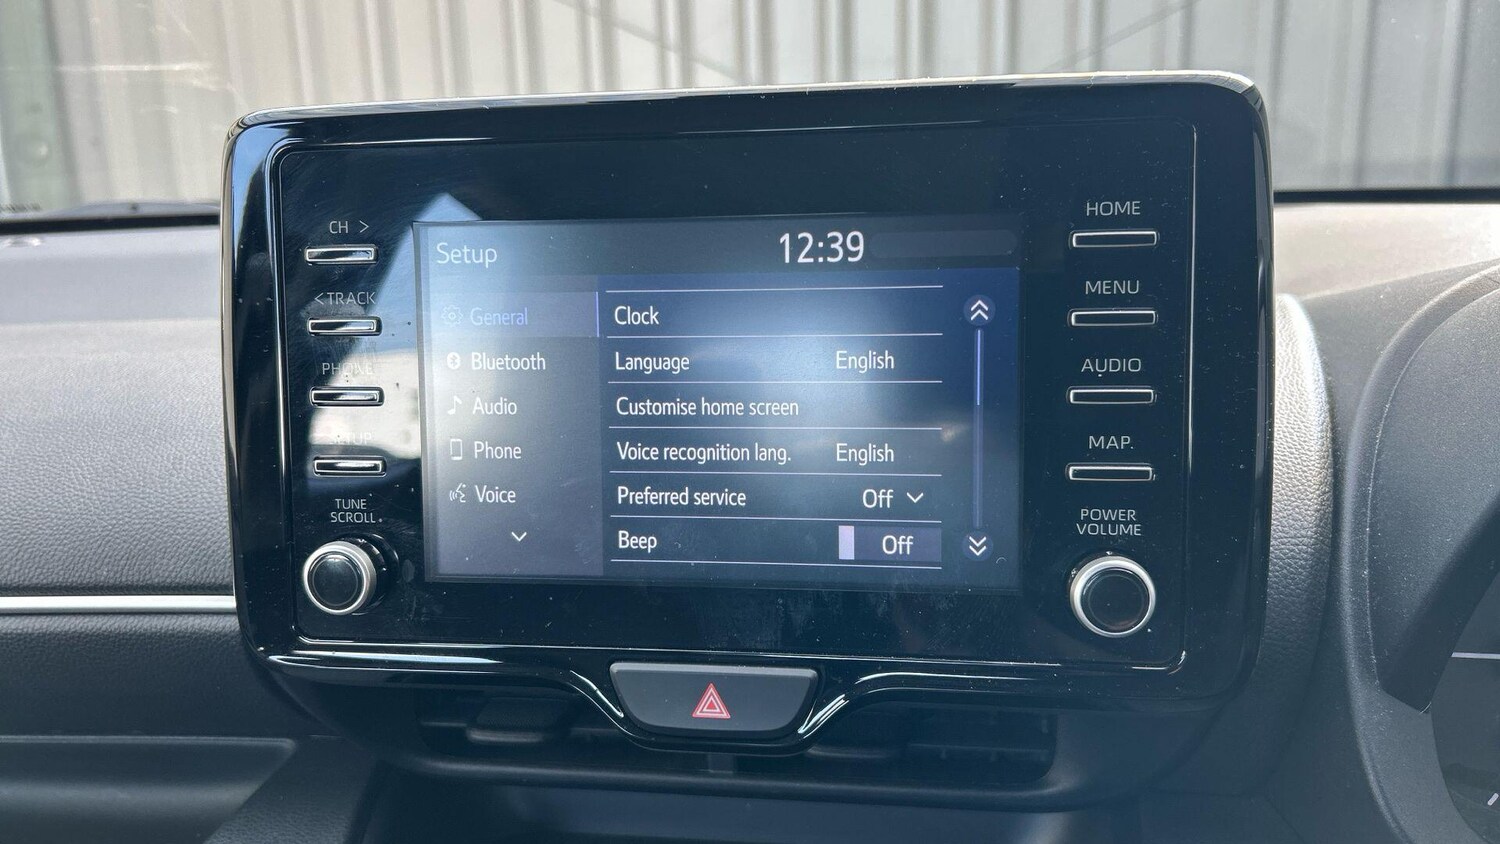 CH >
< TRACK
PHONE
SETUP
TUNE
SCROLL
Setup
12:39
General
Bluetooth
Audio
Phone
Voice
Clock
Language English
Customise home screen
Voice recognition lang. English
Preferred service Off
Beep Off
HOME
MENU
AUDIO
MAP
POWER
VOLUME